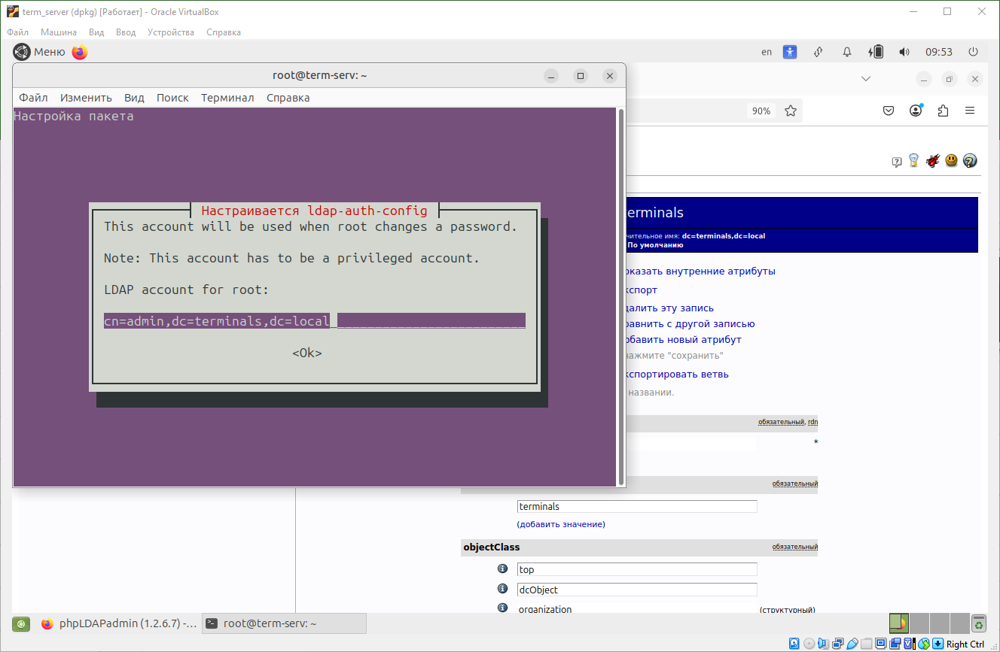 term_server (dpkg) [Работает] - Oracle VirtualBox
Файл Машина Вид Ввод Устройства Справка
Меню en 09:53
root@term-serv: ~
Файл Изменить Вид Поиск Терминал Справка
90%
Настройка пакета
Настраивается ldap-auth-config
This account will be used when root changes a password.
Note: This account has to be a privileged account.
LDAP account for root:
cn=admin,dc=terminals,dc=local
<Ok>
erminals
чительное имя: dc=terminals,dc=local
По умолчанию
оказать внутренние атрибуты
кспорт
далить эту запись
равнить с другой записью
обавить новый атрибут
нажмите "сохранить"
кспортировать ветвь
названии.
обязательный, rdn
*
обязательный
terminals
(добавить значение)
objectClass обязательный
top
dcObject
organization (структурный)
phpLDAPadmin (1.2.6.7) -... root@term-serv: ~
Right Ctrl